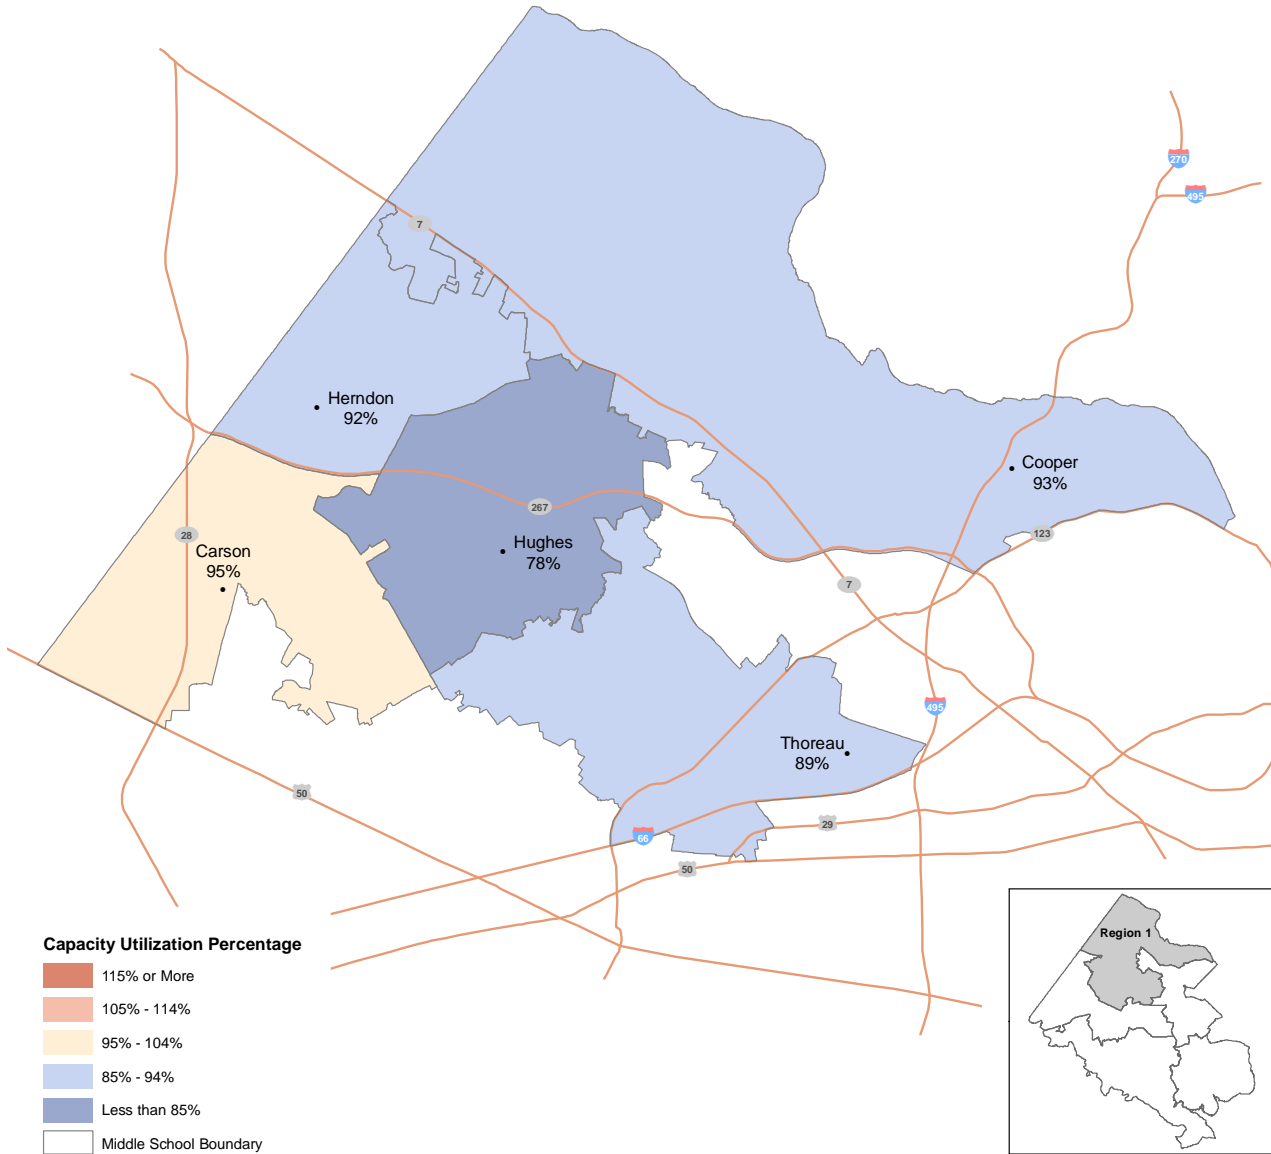 270
495
7
Herndon
92%
Cooper
93%
267
28
123
Carson
95%
Hughes
78%
7
495
Thoreau
89%
50
29
66
50
Capacity Utilization Percentage
115% or More
105% - 114%
95% - 104%
85% - 94%
Less than 85%
Middle School Boundary
Region 1